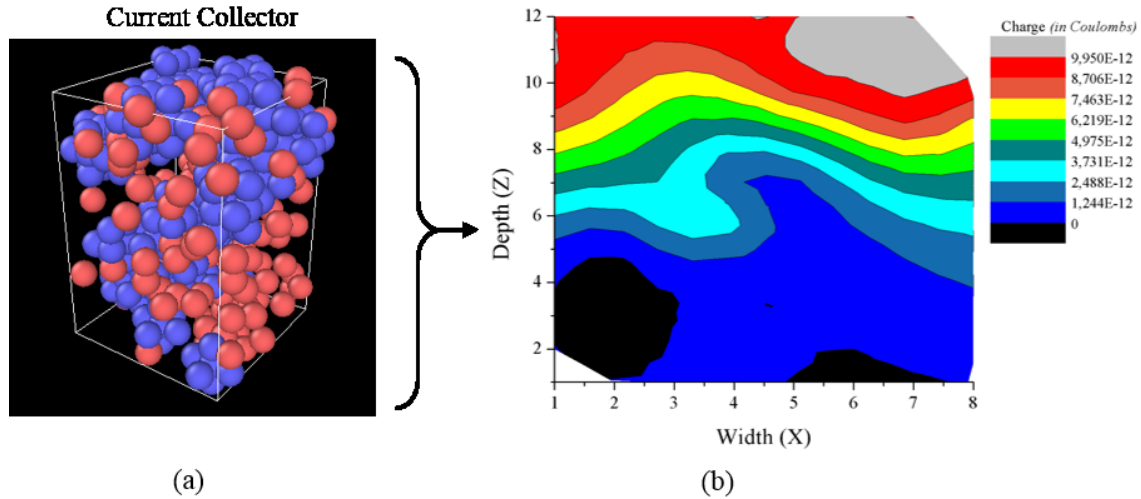 Current Collector
12
10
8
6
4
2
Depth (Z)
1 2 3 4 5 6 7 8
Width (X)
Charge (in Coulombs)
9,950E-12
8,706E-12
7,463E-12
6,219E-12
4,975E-12
3,731E-12
2,488E-12
1,244E-12
0
(a)
(b)